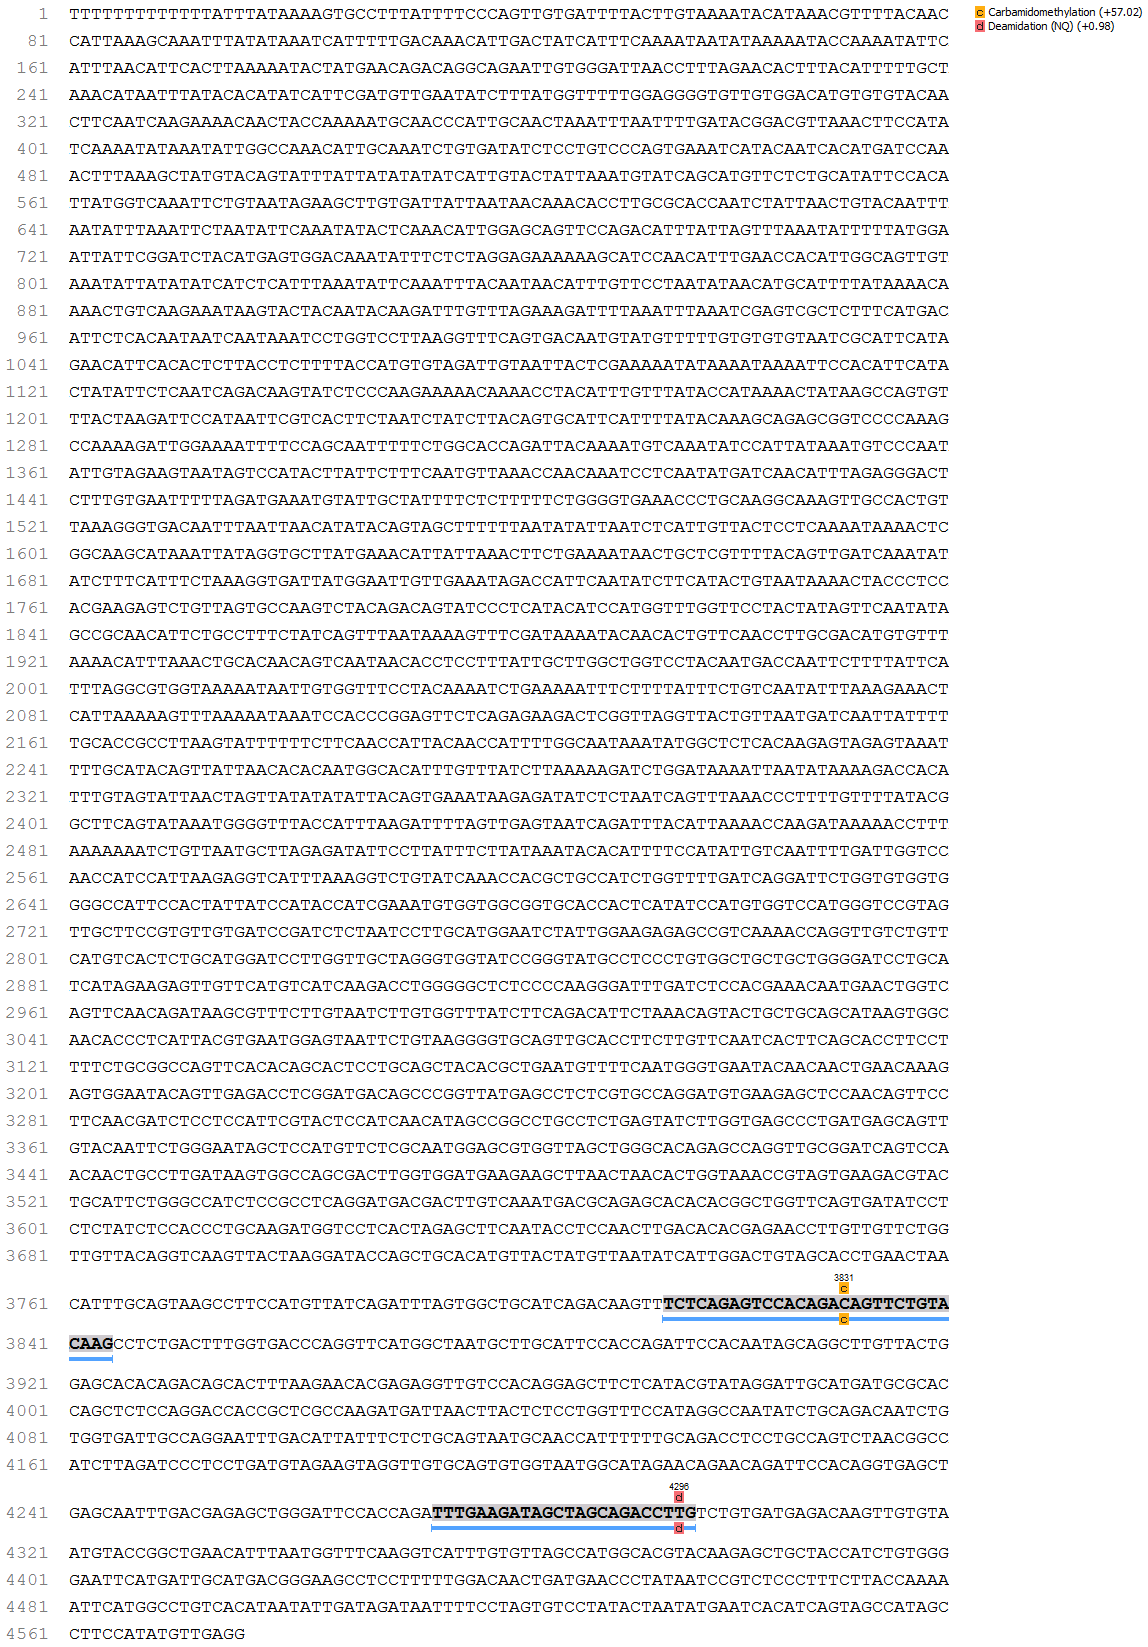 c Carbamidomethylation (+57.02)
d Deamidation (NQ) (+0.98)
1 TTTTTTTTTTTTTTATTTATAAAAGTGCCTTTATTTTCCCAGTTGTGATTTTACTTGTAAAATACATAAACGTTTTACAAC
81 CATTAAAGCAAATTTATATAAATCATTTTTGACAAACATTGACTATCATTTCAAAATAATATAAAAATACCAAAATATTC
161 ATTTAACATTCACTTAAAAATACTATGAACAGACAGGCAGAATTGTGGGATTAACCTTTAGAACACTTTACATTTTTGCT
241 AAACATAATTTATACACATATCATTCGATGTTGAATATCTTTATGGTTTTTGGAGGGGTGTTGTGGACATGTGTGTACAA
321 CTTCAATCAAGAAAACAACTACCAAAAATGCAACCCATTGCAACTAAATTTAATTTTGATACGGACGTTAAACTTCCATA
401 TCAAAATATAAATATTGGCCAAACATTGCAAATCTGTGATATCTCCTGTCCCAGTGAAATCATACAATCACATGATCCAA
481 ACTTTAAAGCTATGTACAGTATTTATTATATATATCATTGTACTATTAAATGTATCAGCATGTTCTCTGCATATTCCACA
561 TTATGGTCAAATTCTGTAATAGAAGCTTGTGATTATTAATAACAAACACCTTGCGCACCAATCTATTAACTGTACAATTT
641 AATATTTAAATTCTAATATTCAAATATACTCAAACATTGGAGCAGTTCCAGACATTTATTAGTTTAAATATTTTTATGGA
721 ATTATTCGGATCTACATGAGTGGACAAATATTTCTCTAGGAGAAAAAAGCATCCAACATTTGAACCACATTGGCAGTTGT
801 AAATATTATATATCATCTCATTTAAATATTCAAATTTACAATAACATTTGTTCCTAATATAACATGCATTTTATAAAACA
881 AAACTGTCAAGAAATAAGTACTACAATACAAGATTTGTTTAGAAAGATTTTAAATTTAAATCGAGTCGCTCTTTCATGAC
961 ATTCTCACAATAATCAATAAATCCTGGTCCTTAAGGTTTCAGTGACAATGTATGTTTTTGTGTGTGTAATCGCATTCATA
1041 GAACATTCACACTCTTACCTCTTTTACCATGTGTAGATTGTAATTACTCGAAAAATATAAAATAAAATTCCACATTCATA
1121 CTATATTCTCAATCAGACAAGTATCTCCCAAGAAAAACAAAACCTACATTTGTTTATACCATAAAACTATAAGCCAGTGT
1201 TTACTAAGATTCCATAATTCGTCACTTCTAATCTATCTTACAGTGCATTCATTTTATACAAAGCAGAGCGGTCCCCAAAG
1281 CCAAAAGATTGGAAAATTTTCCAGCAATTTTTCTGGCACCAGATTACAAAATGTCAAATATCCATTATAAATGTCCCAAT
1361 ATTGTAGAAGTAATAGTCCATACTTATTCTTTCAATGTTAAACCAACAAATCCTCAATATGATCAACATTTAGAGGGACT
1441 CTTTGTGAATTTTTAGATGAAATGTATTGCTATTTTCTCTTTTTCTGGGGTGAAACCCTGCAAGGCAAAGTTGCCACTGT
1521 TAAAGGGTGACAATTTAATTAACATATACAGTAGCTTTTTTAATATATTAATCTCATTGTTACTCCTCAAAATAAAACTC
1601 GGCAAGCATAAATTATAGGTGCTTATGAAACATTATTAAACTTCTGAAAATAACTGCTCGTTTTACAGTTGATCAAATAT
1681 ATCTTTCATTTCTAAAGGTGATTATGGAATTGTTGAAATAGACCATTCAATATCTTCATACTGTAATAAAACTACCCTCC
1761 ACGAAGAGTCTGTTAGTGCCAAGTCTACAGACAGTATCCCTCATACATCCATGGTTTGGTTCCTACTATAGTTCAATATA
1841 GCCGCAACATTCTGCCTTTCTATCAGTTTAATAAAAGTTTCGATAAAATACAACACTGTTCAACCTTGCGACATGTGTTT
1921 AAAACATTTAAACTGCACAACAGTCAATAACACCTCCTTTATTGCTTGGCTGGTCCTACAATGACCAATTCTTTTATTCA
2001 TTTAGGCGTGGTAAAAATAATTGTGGTTTCCTACAAAATCTGAAAAATTTCTTTTATTTCTGTCAATATTTAAAGAAACT
2081 CATTAAAAAGTTTAAAAATAAATCCACCCGGAGTTCTCAGAGAAGACTCGGTTAGGTTACTGTTAATGATCAATTATTTT
2161 TGCACCGCCTTAAGTATTTTTTCTTCAACCATTACAACCATTTTGGCAATAAATATGGCTCTCACAAGAGTAGAGTAAAT
2241 TTTGCATACAGTTATTAACACACAATGGCACATTTGTTTATCTTAAAAAGATCTGGATAAAATTAATATAAAAGACCACA
2321 TTTGTAGTATTAACTAGTTATATATATTACAGTGAAATAAGAGATATCTCTAATCAGTTTAAACCCTTTTGTTTTATACG
2401 GCTTCAGTATAAATGGGGTTTACCATTTAAGATTTTAGTTGAGTAATCAGATTTACATTAAAACCAAGATAAAAACCTTT
2481 AAAAAAATCTGTTAATGCTTAGAGATATTCCTTATTTCTTATAAATACACATTTTCCATATTGTCAATTTTGATTGGTCC
2561 AACCATCCATTAAGAGGTCATTTAAAGGTCTGTATCAAACCACGCTGCCATCTGGTTTTGATCAGGATTCTGGTGTGGTG
2641 GGGCCATTCCACTATTATCCATACCATCGAAATGTGGTGGCGGTGCACCACTCATATCCATGTGGTCCATGGGTCCGTAG
2721 TTGCTTCCGTGTTGTGATCCGATCTCTAATCCTTGCATGGAATCTATTGGAAGAGAGCCGTCAAAACCAGGTTGTCTGTT
2801 CATGTCACTCTGCATGGATCCTTGGTTGCTAGGGTGGTATCCGGGTATGCCTCCCTGTGGCTGCTGCTGGGGATCCTGCA
2881 TCATAGAAGAGTTGTTCATGTCATCAAGACCTGGGGGCTCTCCCCAAGGGATTTGATCTCCACGAAACAATGAACTGGTC
2961 AGTTCAACAGATAAGCGTTTCTTGTAATCTTGTGGTTTATCTTCAGACATTCTAAACAGTACTGCTGCAGCATAAGTGGC
3041 AACACCCTCATTACGTGAATGGAGTAATTCTGTAAGGGGTGCAGTTGCACCTTCTTGTTCAATCACTTCAGCACCTTCCT
3121 TTTCTGCGGCCAGTTCACACAGCACTCCTGCAGCTACACGCTGAATGTTTTCAATGGGTGAATACAACAACTGAACAAAG
3201 AGTGGAATACAGTTGAGACCTCGGATGACAGCCCGGTTATGAGCCTCTCGTGCCAGGATGTGAAGAGCTCCAACAGTTCC
3281 TTCAACGATCTCCTCCATTCGTACTCCATCAACATAGCCGGCCTGCCTCTGAGTATCTTGGTGAGCCCTGATGAGCAGTT
3361 GTACAATTCTGGGAATAGCTCCATGTTCTCGCAATGGAGCGTGGTTAGCTGGGCACAGAGCCAGGTTGCGGATCAGTCCA
3441 ACAACTGCCTTGATAAGTGGCCAGCGACTTGGTGGATGAAGAAGCTTAACTAACACTGGTAAACCGTAGTGAAGACGTAC
3521 TGCATTCTGGGCCATCTCCGCCTCAGGATGACGACTTGTCAAATGACGCAGAGCACACACGGCTGGTTCAGTGATATCCT
3601 CTCTATCTCCACCCTGCAAGATGGTCCTCACTAGAGCTTCAATACCTCCAACTTGACACACGAGAACCTTGTTGTTCTGG
3681 TTGTTACAGGTCAAGTTACTAAGGATACCAGCTGCACATGTTACTATGTTAATATCATTGGACTGTAGCACCTGAACTAA
3831
c
3761 CATTTGCAGTAAGCCTTCCATGTTATCAGATTTAGTGGCTGCATCAGACAAGTTTCTCAGAGTCCACAGACAGTTCTGTA
c
3841 CAAGCCTCTGACTTTGGTGACCCAGGTTCATGGCTAATGCTTGCATTCCACCAGATTCCACAATAGCAGGCTTGTTACTG
3921 GAGCACACAGACAGCACTTTAAGAACACGAGAGGTTGTCCACAGGAGCTTCTCATACGTATAGGATTGCATGATGCGCAC
4001 CAGCTCTCCAGGACCACCGCTCGCCAAGATGATTAACTTACTCTCCTGGTTTCCATAGGCCAATATCTGCAGACAATCTG
4081 TGGTGATTGCCAGGAATTTGACATTATTTCTCTGCAGTAATGCAACCATTTTTTGCAGACCTCCTGCCAGTCTAACGGCC
4161 ATCTTAGATCCCTCCTGATGTAGAAGTAGGTTGTGCAGTGTGGTAATGGCATAGAACAGAACAGATTCCACAGGTGAGCT
4296
d
4241 GAGCAATTTGACGAGAGCTGGGATTCCACCAGATTTGAAGATAGCTAGCAGACCTTGTCTGTGATGAGACAAGTTGTGTA
d
4321 ATGTACCGGCTGAACATTTAATGGTTTCAAGGTCATTTGTGTTAGCCATGGCACGTACAAGAGCTGCTACCATCTGTGGG
4401 GAATTCATGATTGCATGACGGGAAGCCTCCTTTTTGGACAACTGATGAACCCTATAATCCGTCTCCCTTTCTTACCAAAA
4481 ATTCATGGCCTGTCACATAATATTGATAGATAATTTTCCTAGTGTCCTATACTAATATGAATCACATCAGTAGCCATAGC
4561 CTTCCATATGTTGAGG